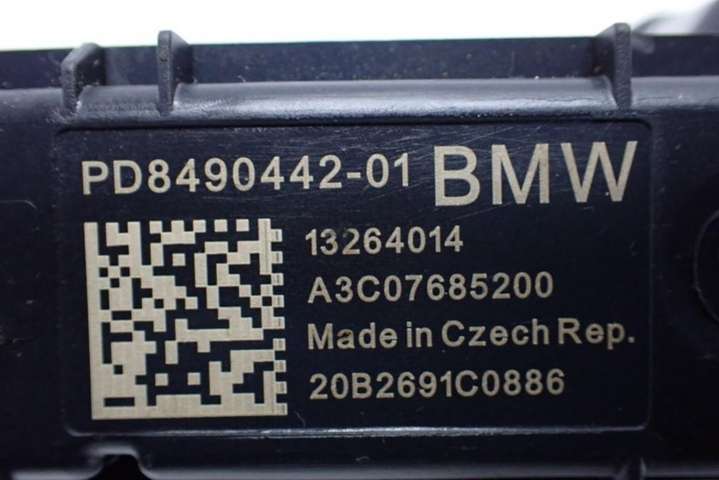 PD8490442-01 BMW
13264014
A3C07685200
Made in Czech Rep.
20B2691C0886